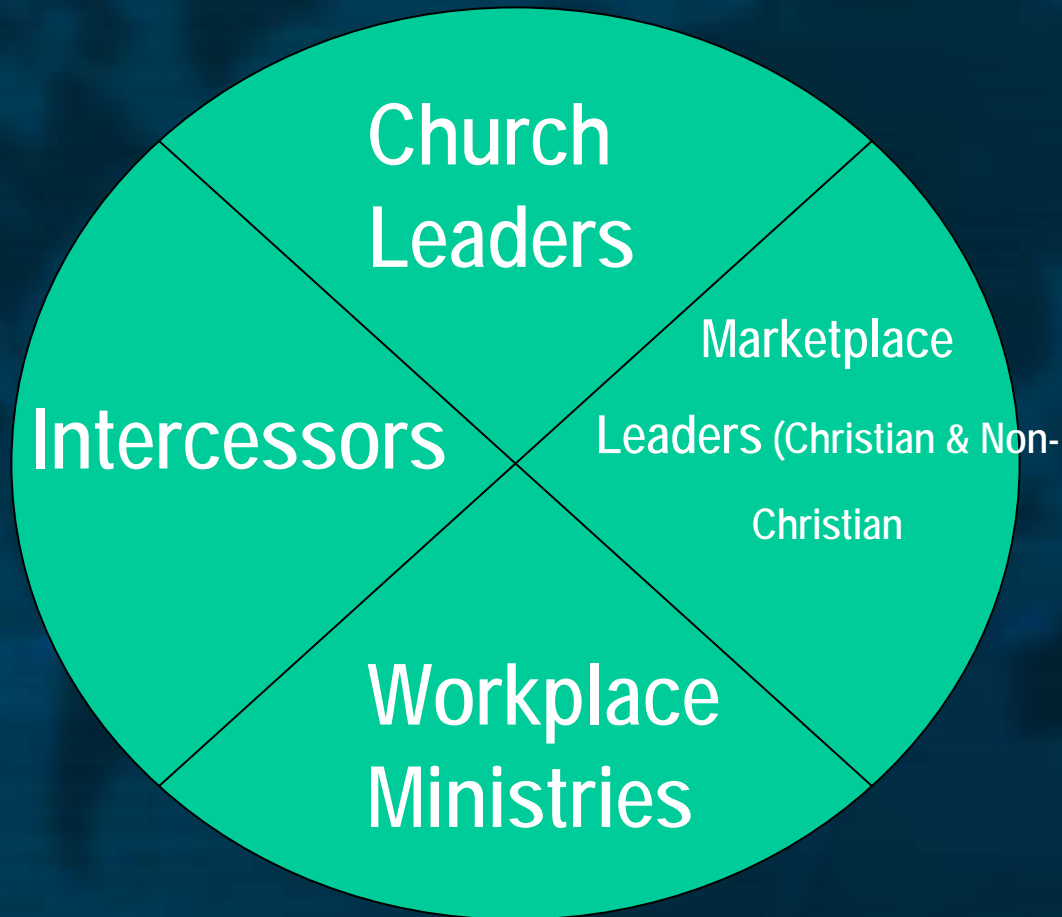 Church
Leaders
Marketplace
Intercessors
Leaders (Christian & Non-
Christian
Workplace
Ministries